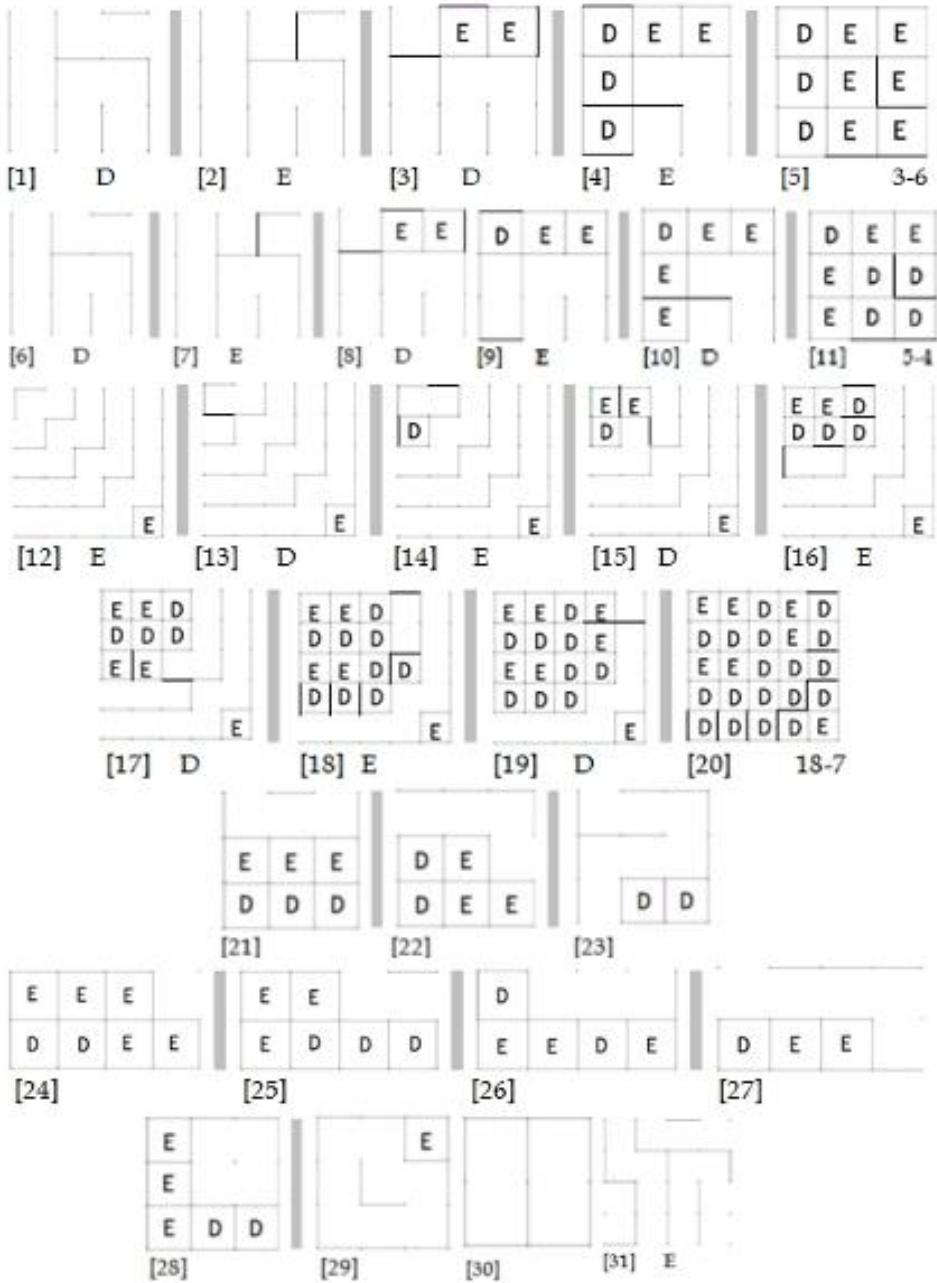 E E D E E D E E
D D E E
D D E E
[1] D [2] E [3] D [4] E [5] 3-6
E E D E E D E E D E E
E E D D
E E D D
[6] D [7] E [8] D [9] E [10] D [11] 5-4
E E E E D
D D D D D
E E E E E
[12] E [13] D [14] E [15] D [16] E
E E D E E D E E D E E E D E D
D D D D D D D D D E D D D E D
E E E E D D E E D D E E D D D
D D D D D D D D D D D
E E E D D D D E
[17] D [18] E [19] D [20] 18-7
E E E D E
D D D D E E D D
[21] [22] [23]
E E E E E D
D D E E E D D D E E D E D E E
[24] [25] [26] [27]
E E
E
E D D
[28] [29] [30] [31] E